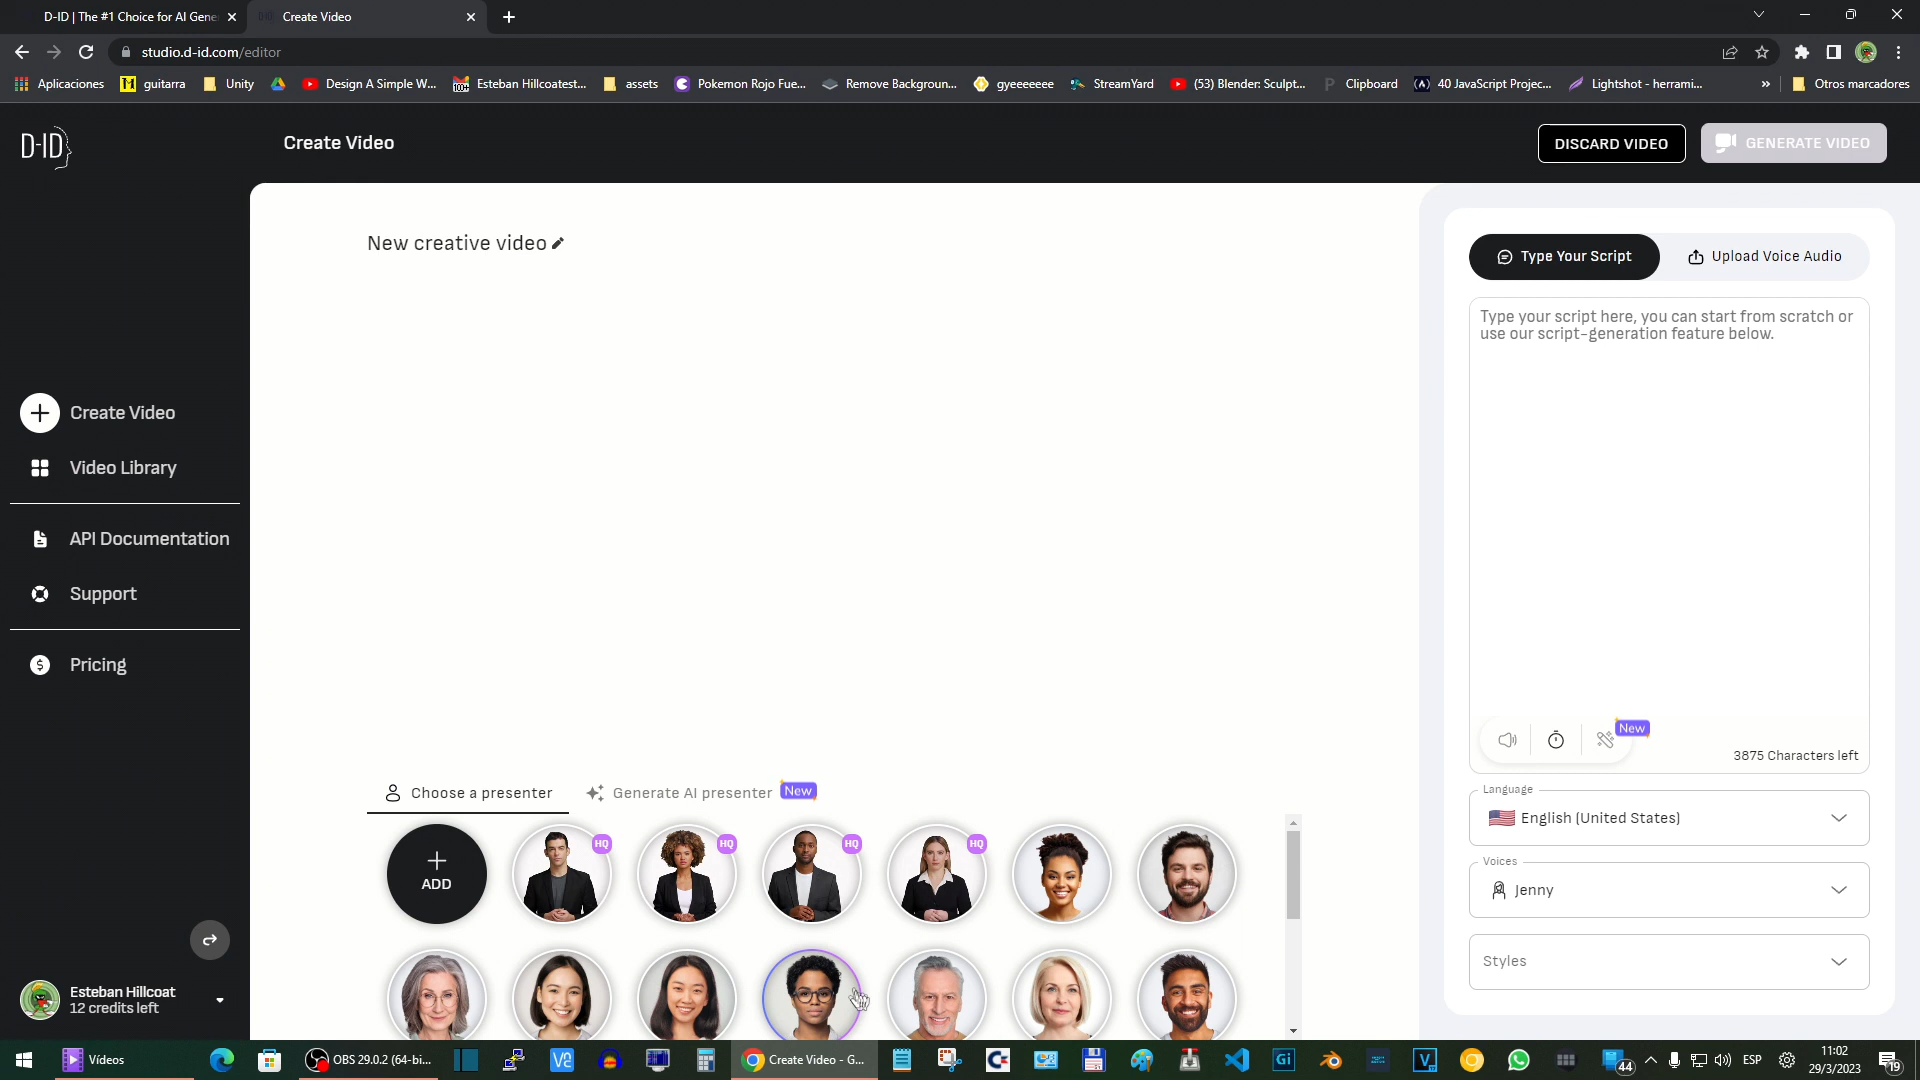 D-ID | The #1 Choice for AI Gene
Create Video
studio.d-id.com/editor
Aplicaciones
guitarra
Unity
Design A Simple W...
Esteban Hillcoatest...
assets
Pokemon Rojo Fue...
Remove Backgroun...
gyeeeeeee
StreamYard
(53) Blender: Sculpt...
Clipboard
40 JavaScript Projec...
Lightshot - herrami...
»
Otros marcadores
D-ID
Create Video
DISCARD VIDEO
GENERATE VIDEO
New creative video
Type Your Script
Upload Voice Audio
Type your script here, you can start from scratch or
use our script-generation feature below.
Create Video
Video Library
API Documentation
Support
Pricing
New
3875 Characters left
Choose a presenter
Generate AI presenter
New
Language
English (United States)
ADD
HQ
HQ
HQ
HQ
Voices
Jenny
Styles
Esteban Hillcoat
12 credits left
Vídeos
OBS 29.0.2 (64-bi...
Create Video - G...
44
ESP
11:02
29/3/2023
19